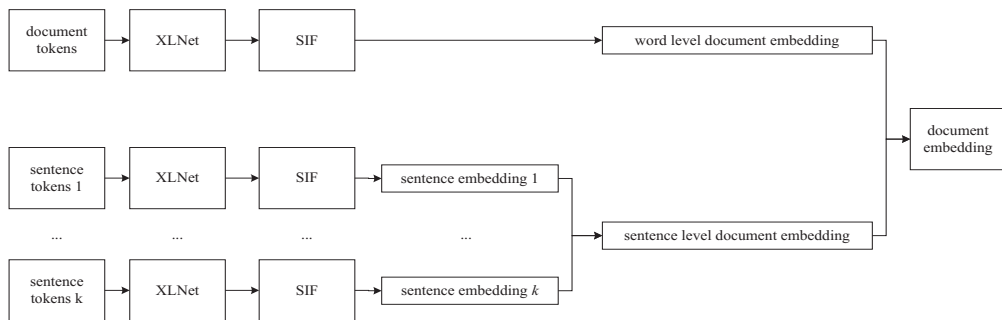 document
tokens
XLNet
SIF
word level document embedding
document
embedding
sentence
tokens 1
XLNet
SIF
sentence embedding 1
...
...
...
...
sentence level document embedding
sentence
tokens k
XLNet
SIF
sentence embedding k